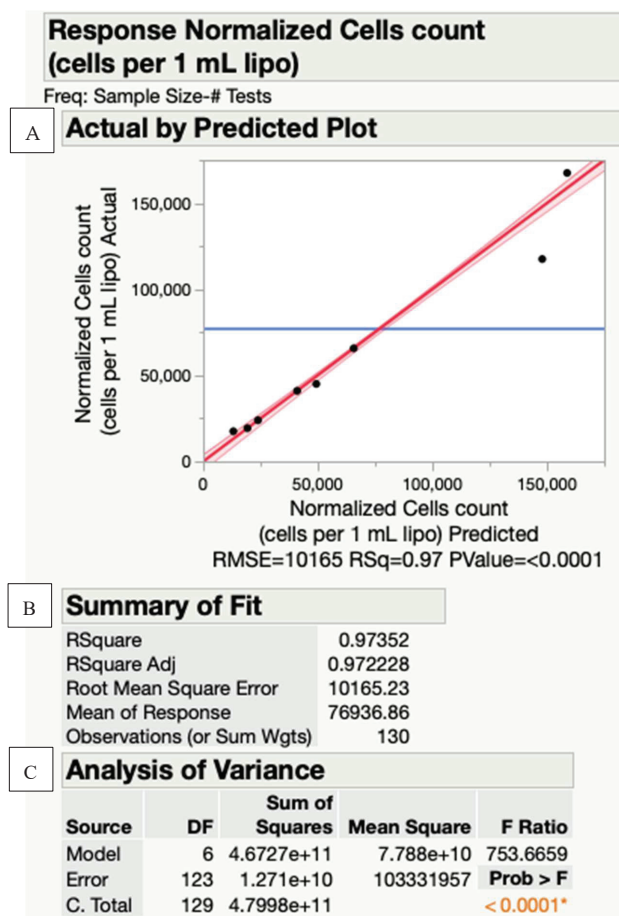 Response Normalized Cells count
(cells per 1 mL lipo)
Freq: Sample Size-# Tests
A
Actual by Predicted Plot
Normalized Cells count
(cells per 1 mL lipo) Actual
150,000
100,000
50,000
0
0 50,000 100,000 150,000
Normalized Cells count
(cells per 1 mL lipo) Predicted
RMSE=10165 RSq=0.97 PValue=<0.0001
B
Summary of Fit
RSquare 0.97352
RSquare Adj 0.972228
Root Mean Square Error 10165.23
Mean of Response 76936.86
Observations (or Sum Wgts) 130
C
Analysis of Variance
Sum of
Source DF Squares Mean Square F Ratio
Model 6 4.6727e+11 7.788e+10 753.6659
Error 123 1.271e+10 103331957 Prob > F
C. Total 129 4.7998e+11 <0.0001*